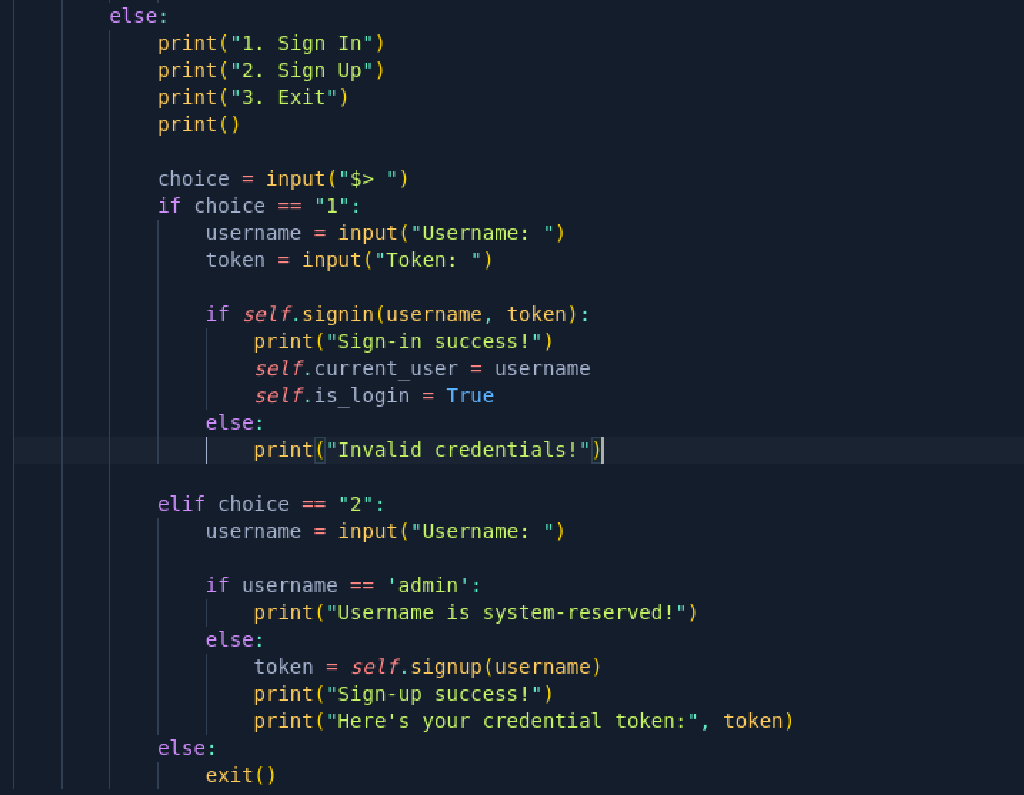 else:
print("1. Sign In")
print("2. Sign Up")
print("3. Exit")
print()
choice = input("$> ")
if choice == "1":
username = input("Username: ")
token = input("Token: ")
if self.signin(username, token):
print("Sign-in success!")
self.current_user = username
self.is_login = True
else:
print("Invalid credentials!")
elif choice == "2":
username = input("Username: ")
if username == 'admin':
print("Username is system-reserved!")
else:
token = self.signup(username)
print("Sign-up success!")
print("Here's your credential token:", token)
else:
exit()